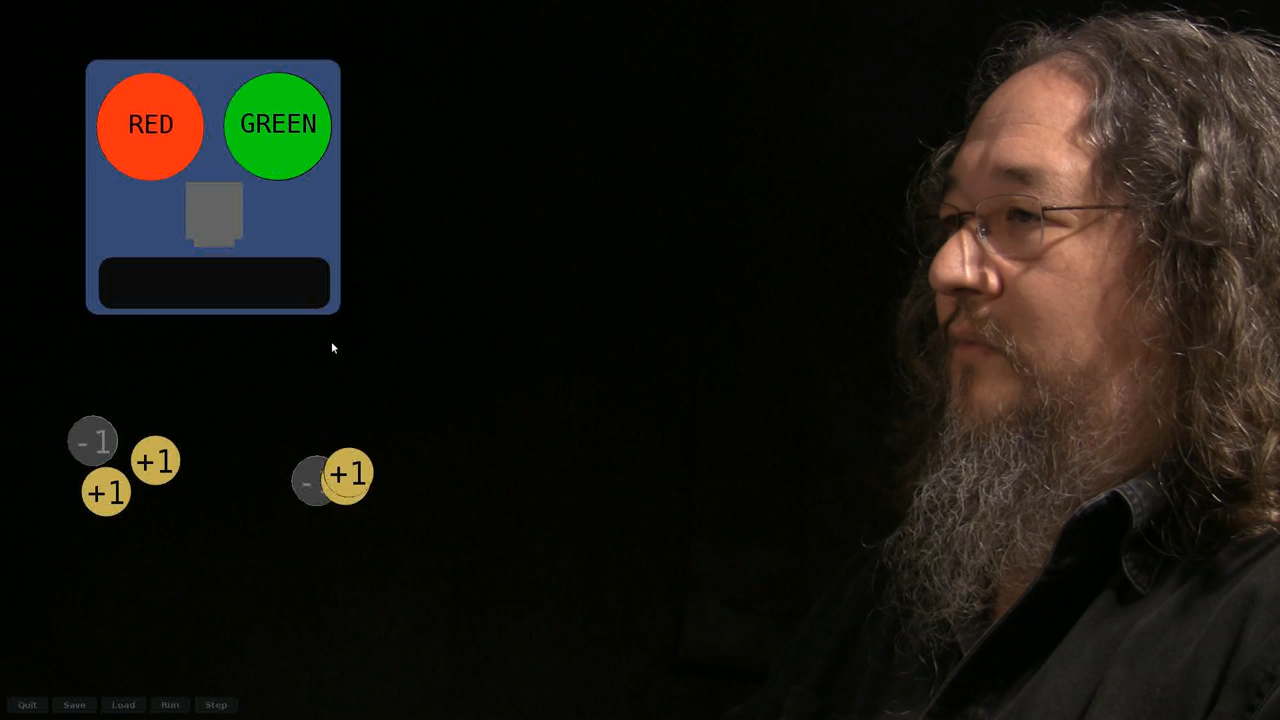 RED
GREEN
-1
+1
+1
-
+1
Quit
Save
Load
Run
Step